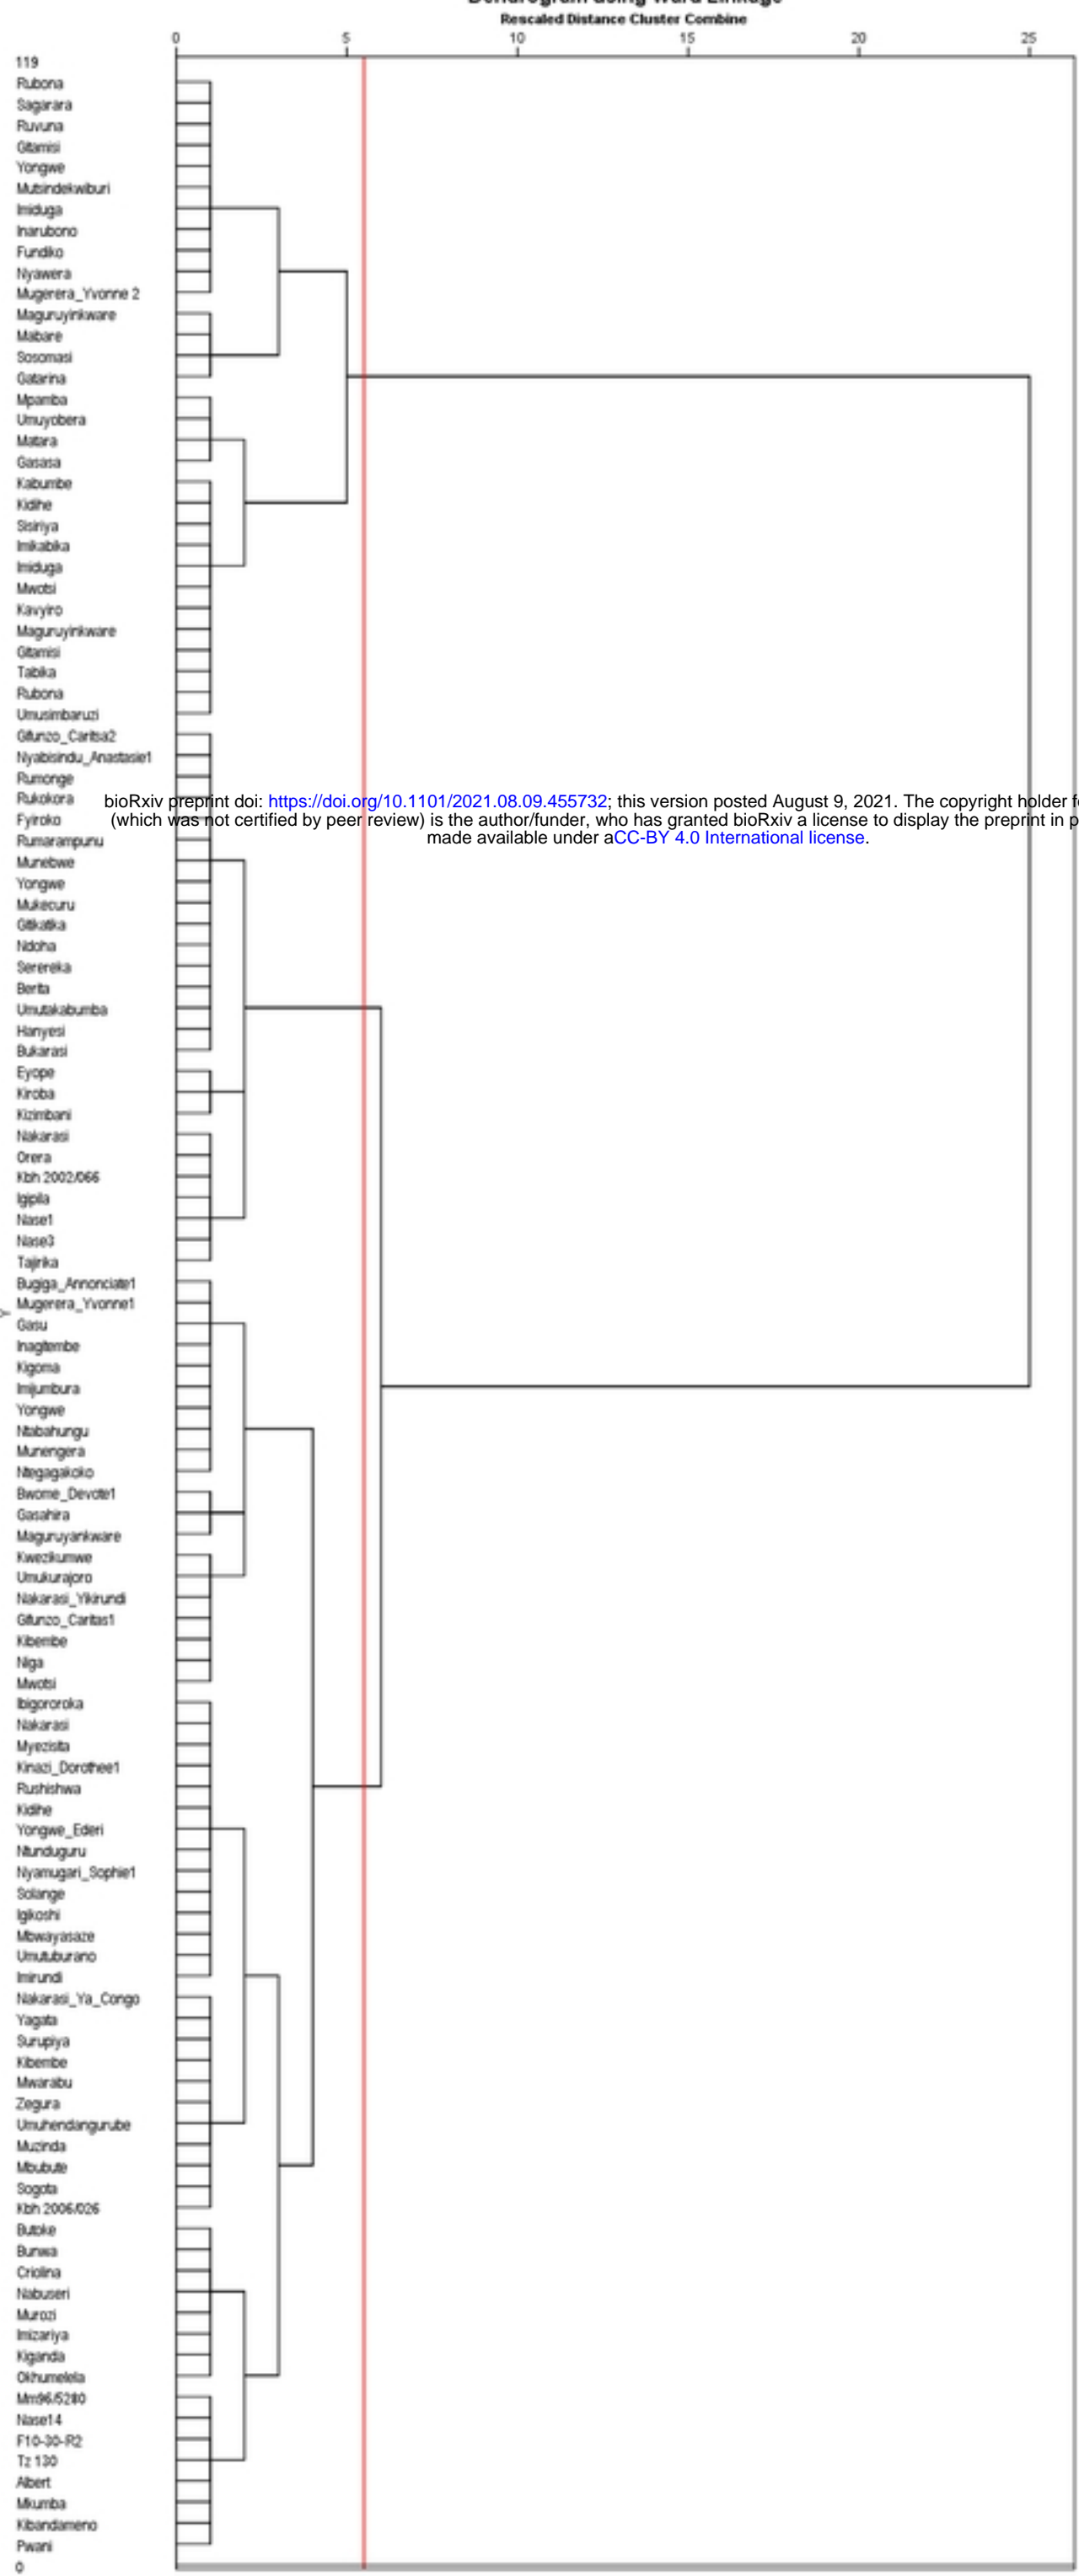 Dendrogram using Ward Linkage
Rescaled Distance Cluster Combine
0 5 10 15 20 25
119
Rubona
Sagarara
Ruvuna
Gitamisi
Yongwe
Mutsindekwiburi
Imiduga
Inarubono
Fundiko
Nyawera
Mugerera_Yvonne 2
Maguruyinkware
Mabare
Sosomasi
Gatarina
Mpamba
Umuyobera
Matara
Gasasa
Kabumbe
Kidihe
Sisiriya
Imikabika
Imiduga
Mwotsi
Kavyiro
Maguruyinkware
Gitamisi
Tabika
Rubona
Umusimbaruzi
Gifunzo_Caritsa2
Nyabisindu_Anastasie1
Rumonge
Rukokora
bioRxiv preprint doi: https://doi.org/10.1101/2021.08.09.455732; this version posted August 9, 2021. The copyright holder
Fyiroko
(which was not certified by peer review) is the author/funder, who has granted bioRxiv a license to display the preprint in
Rumarampunu
made available under aCC-BY 4.0 International license.
Munebwe
Yongwe
Mukecuru
Gitikatika
Ndoha
Serereka
Berita
Umutakabumba
Hanyesi
Bukarasi
Eyope
Kiroba
Kizimbani
Nakarasi
Orera
Kbh 2002/066
Igipila
Nase1
Nase3
Tajirika
Bugiga_Annonciate1
Mugerera_Yvonne1
Gasu
Inagitembe
Kigoma
Imijumbura
Yongwe
Ntabahungu
Munengera
Ntegagakoko
Bwome_Devote1
Gasahira
Maguruyankware
Kwezikumwe
Umukurajoro
Nakarasi_Yikirundi
Gifunzo_Caritas1
Kibembe
Niga
Mwotsi
Ibigororoka
Nakarasi
Myezisita
Kinazi_Dorothee1
Rushishwa
Kidihe
Yongwe_Ederi
Ntunduguru
Nyamugari_Sophie1
Solange
Igikoshi
Mbwayasaze
Umutuburano
Imirundi
Nakarasi_Ya_Congo
Yagata
Surupiya
Kibembe
Mwarabu
Zegura
Umuhendangurube
Muzinda
Mbubute
Sogota
Kbh 2006/026
Butoke
Bunwa
Criolina
Nabuseri
Murozi
Imizariya
Kiganda
Okhumelela
Mm96/5280
Nase14
F10-30-R2
Tz 130
Albert
Mkumba
Kibandameno
Pwani
0
Y